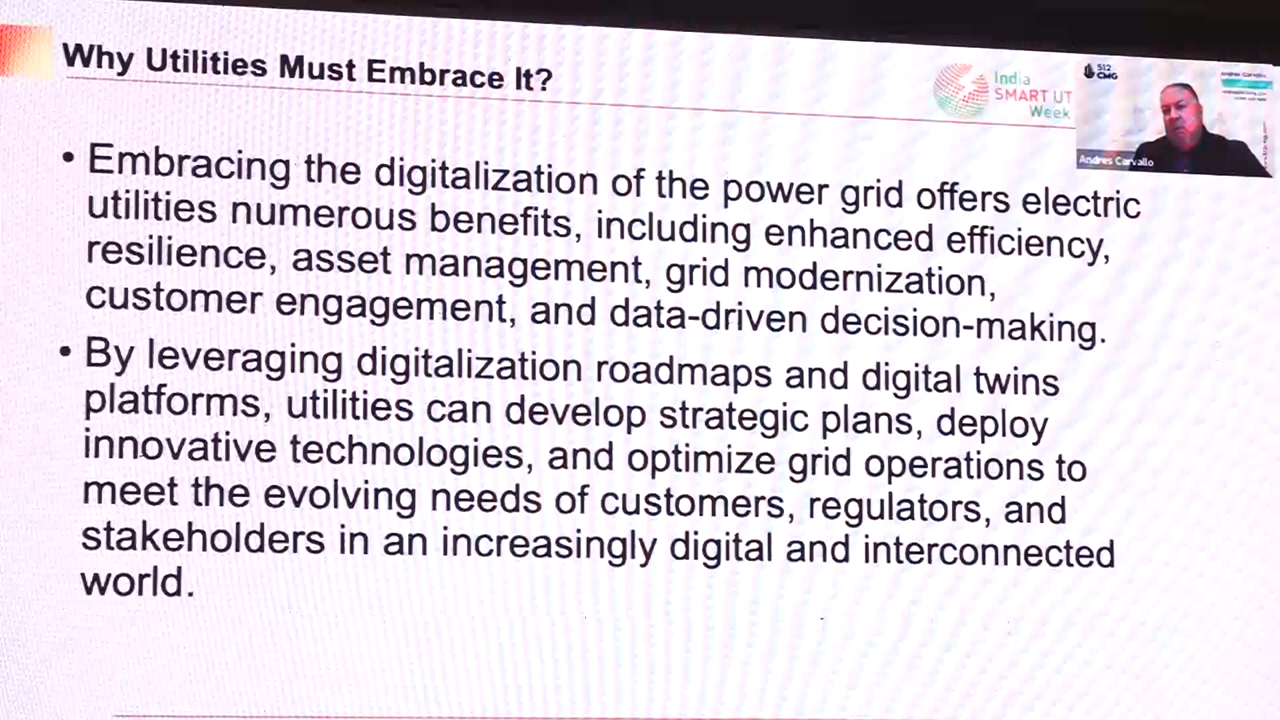 Why Utilities Must Embrace It?
India
SMART UT
Week
512
CMG
Andres Carvallo
Andres Carvallo
• Embracing the digitalization of the power grid offers electric
utilities numerous benefits, including enhanced efficiency,
resilience, asset management, grid modernization,
customer engagement, and data-driven decision-making.
• By leveraging digitalization roadmaps and digital twins
platforms, utilities can develop strategic plans, deploy
innovative technologies, and optimize grid operations to
meet the evolving needs of customers, regulators, and
stakeholders in an increasingly digital and interconnected
world.